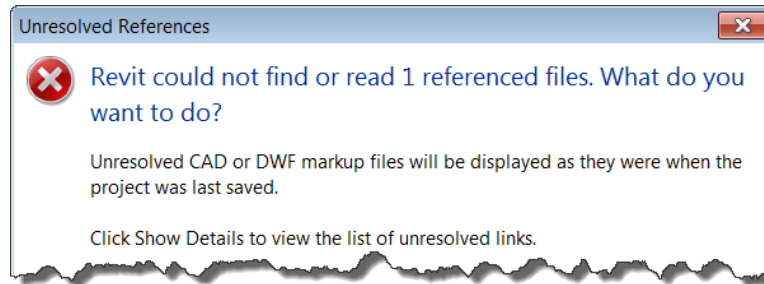 Unresolved References
Revit could not find or read 1 referenced files. What do you
want to do?
Unresolved CAD or DWF markup files will be displayed as they were when the
project was last saved.
Click Show Details to view the list of unresolved links.